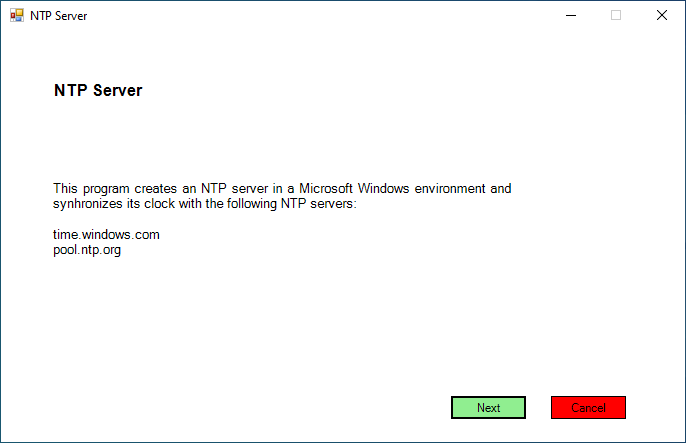 NTP Server
NTP Server
This program creates an NTP server in a Microsoft Windows environment and
synhronizes its clock with the following NTP servers:
time.windows.com
pool.ntp.org
Next
Cancel